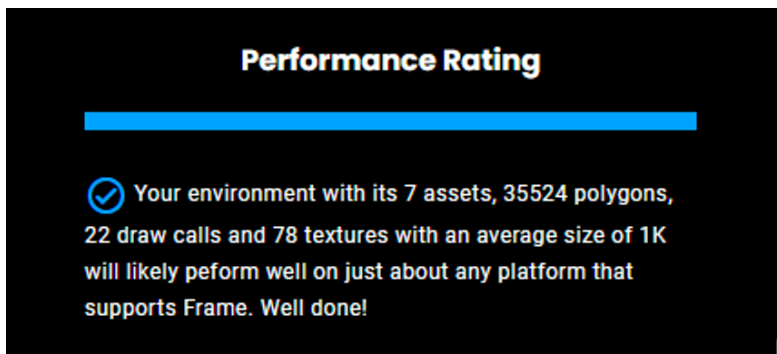 Performance Rating
Your environment with its 7 assets, 35524 polygons,
22 draw calls and 78 textures with an average size of 1K
will likely peform well on just about any platform that
supports Frame. Well done!